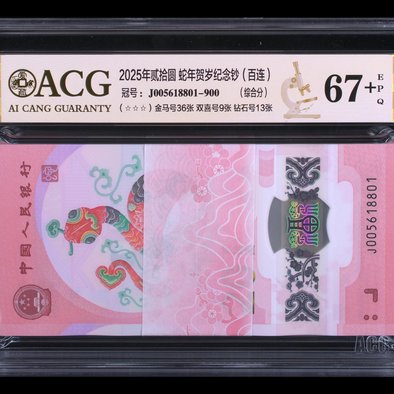 ACG
AI CANG GUARANTY
2025年贰拾圆 蛇年贺岁纪念钞(百连)
冠号: J005618801-900 (综合分)
(☆☆☆)金马号36张 双喜号9张 钻石号13张
67+
EPQ
中国人民银行
J005618801
ACG